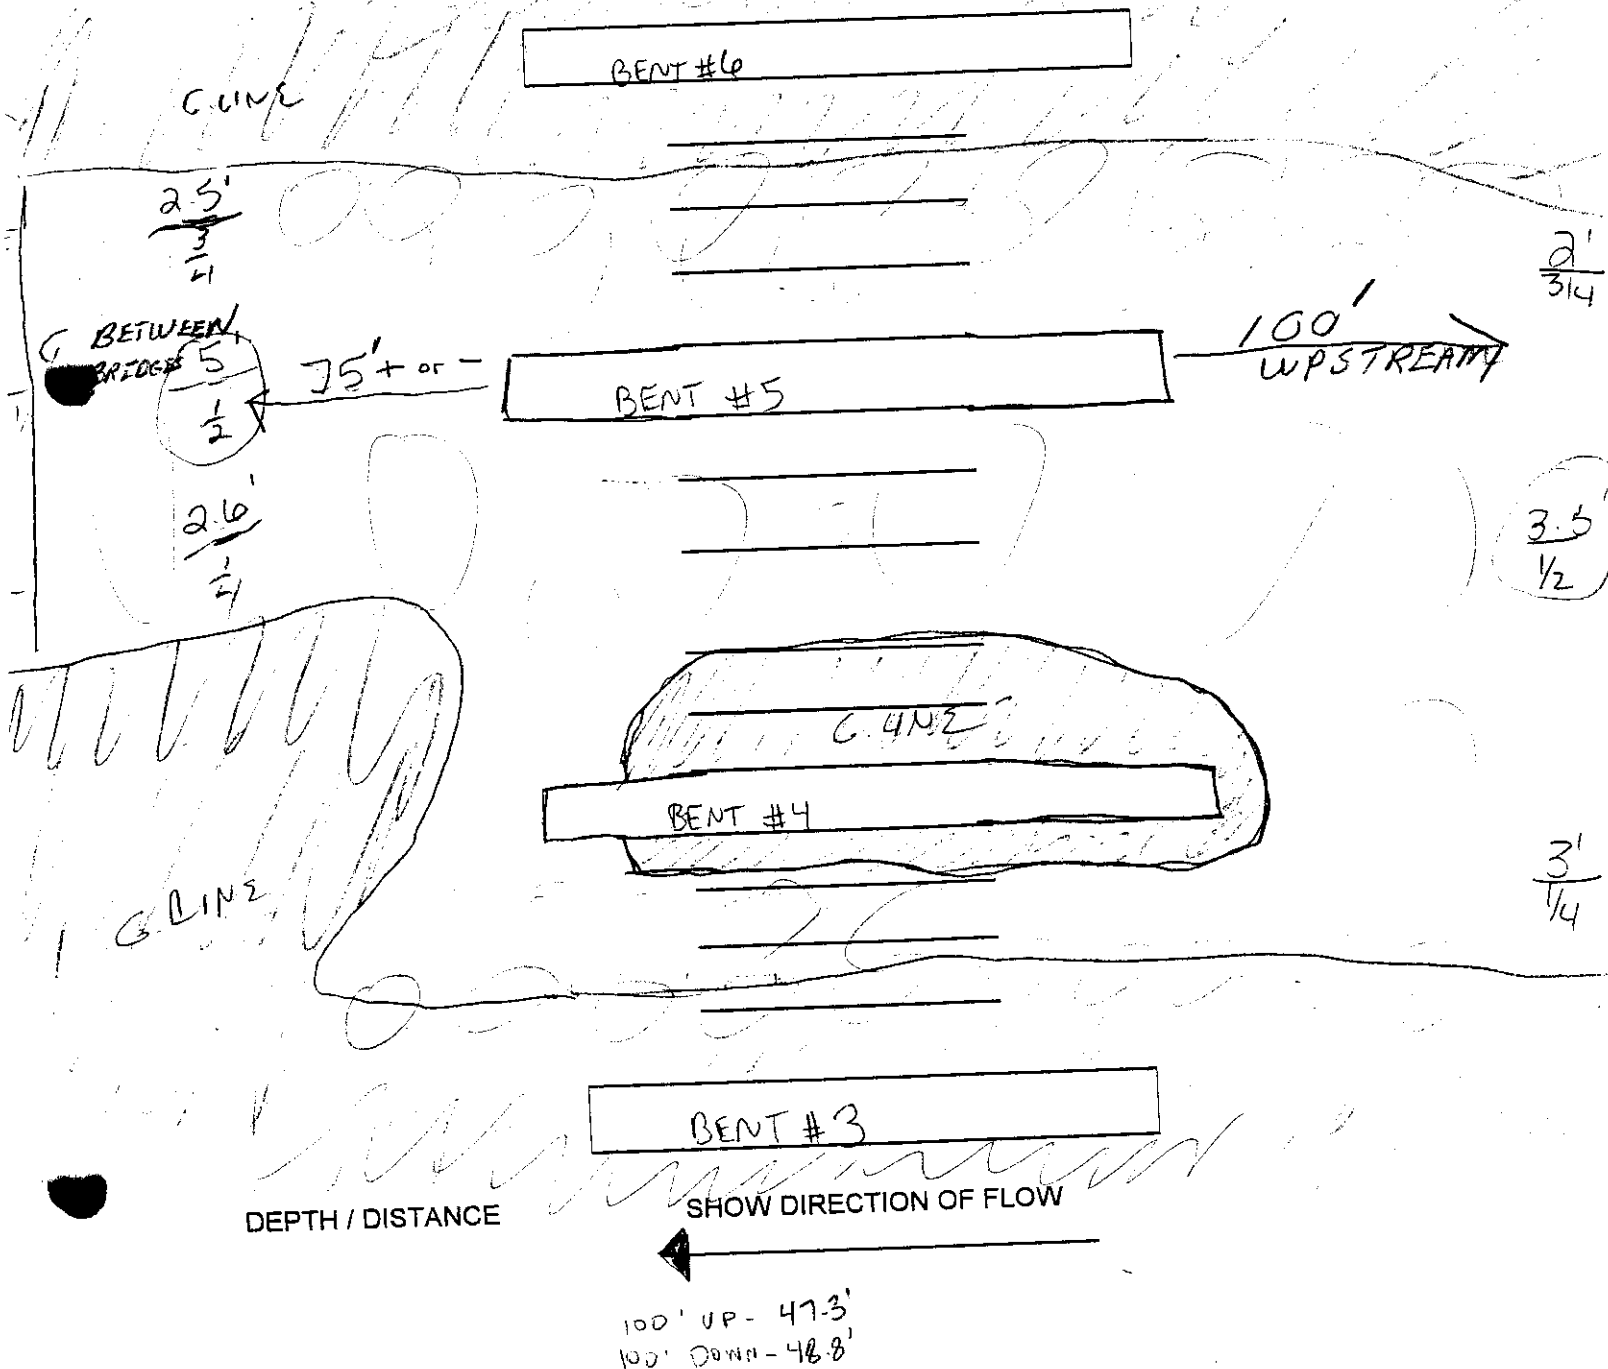 BENT #6
G.LINE
2.5'
3
4
2'
3/4
100'
UPSTREAM
BETWEEN
BRIDGES
5'
1
2
75' + or -
BENT #5
2.6'
1
4
3.5'
1/2
G.LINE
BENT #4
3'
1/4
G.LINE
BENT #3
DEPTH / DISTANCE
SHOW DIRECTION OF FLOW
100' UP - 47.3'
100' DOWN - 48.8'